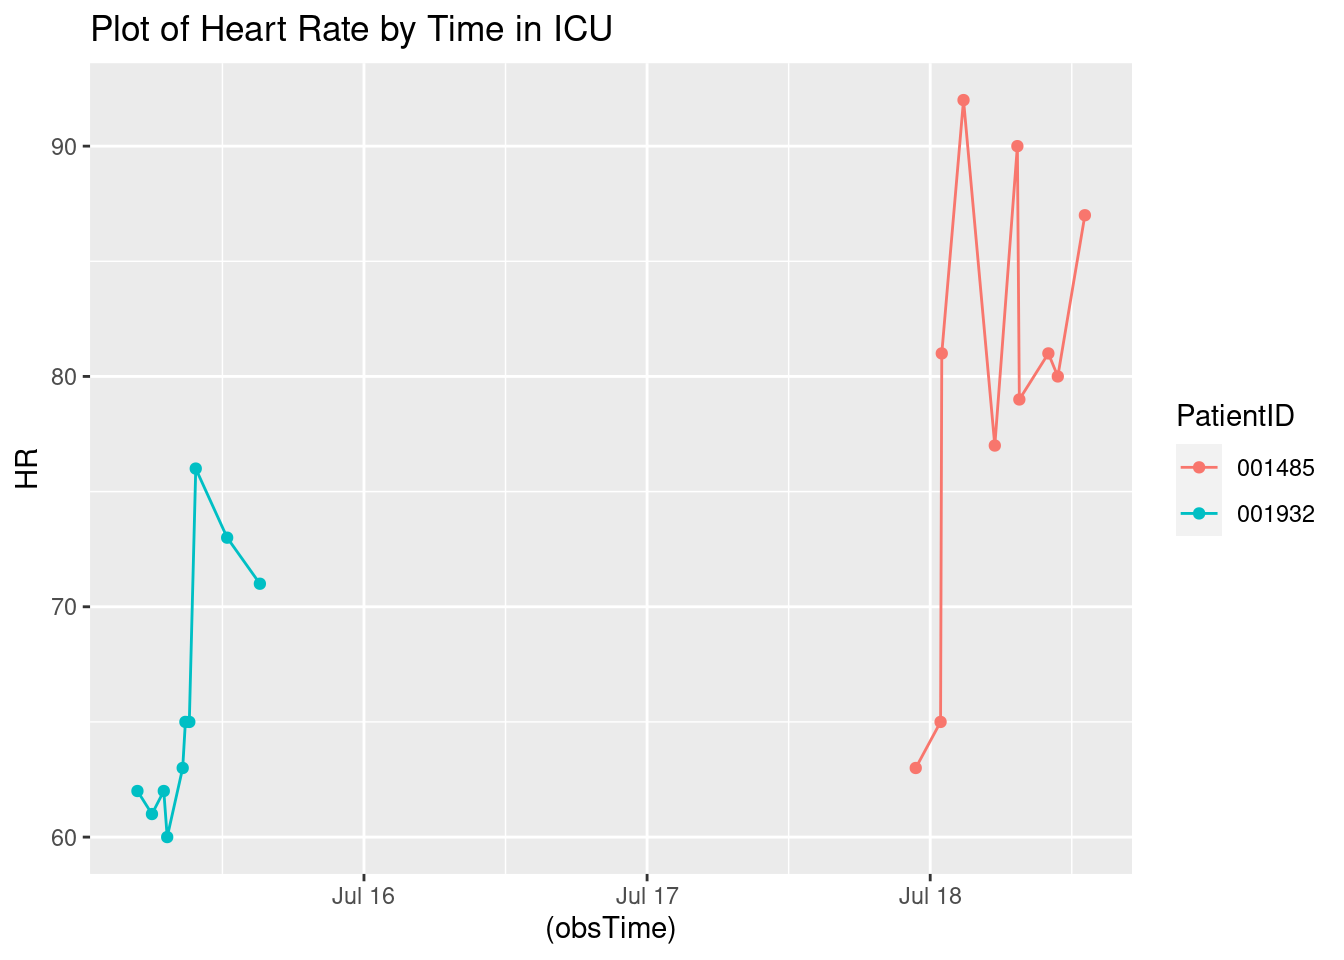 Plot of Heart Rate by Time in ICU
90
80
70
60
HR
Jul 16
Jul 17
Jul 18
(obsTime)
PatientID
001485
001932